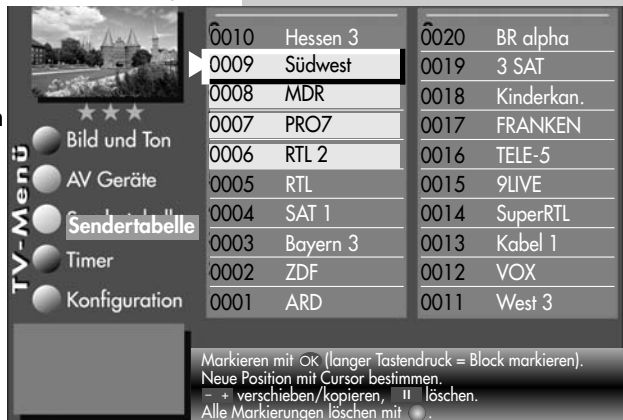 TV-Menü
Bild und Ton
AV Geräte
Sendertabelle
Timer
Konfiguration
0010 Hessen 3
0009 Südwest
0008 MDR
0007 PRO7
0006 RTL 2
0005 RTL
0004 SAT 1
0003 Bayern 3
0002 ZDF
0001 ARD
0020 BR alpha
0019 3 SAT
0018 Kinderkan.
0017 FRANKEN
0016 TELE-5
0015 9LIVE
0014 SuperRTL
0013 Kabel 1
0012 VOX
0011 West 3
Markieren mit OK (langer Tastendruck = Block markieren).
Neue Position mit Cursor bestimmen.
- + verschieben/kopieren, II löschen.
Alle Markierungen löschen mit .